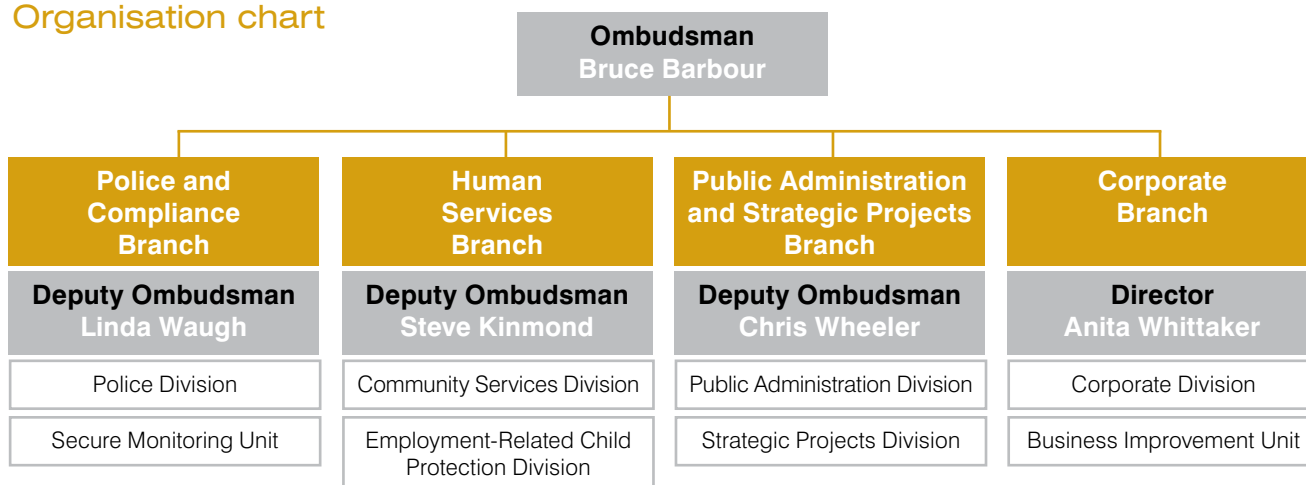 Organisation chart
Ombudsman
Bruce Barbour
Police and
Compliance
Branch
Deputy Ombudsman
Linda Waugh
Police Division
Secure Monitoring Unit
Human
Services
Branch
Deputy Ombudsman
Steve Kinmond
Community Services Division
Employment-Related Child
Protection Division
Public Administration
and Strategic Projects
Branch
Deputy Ombudsman
Chris Wheeler
Public Administration Division
Strategic Projects Division
Corporate
Branch
Director
Anita Whittaker
Corporate Division
Business Improvement Unit